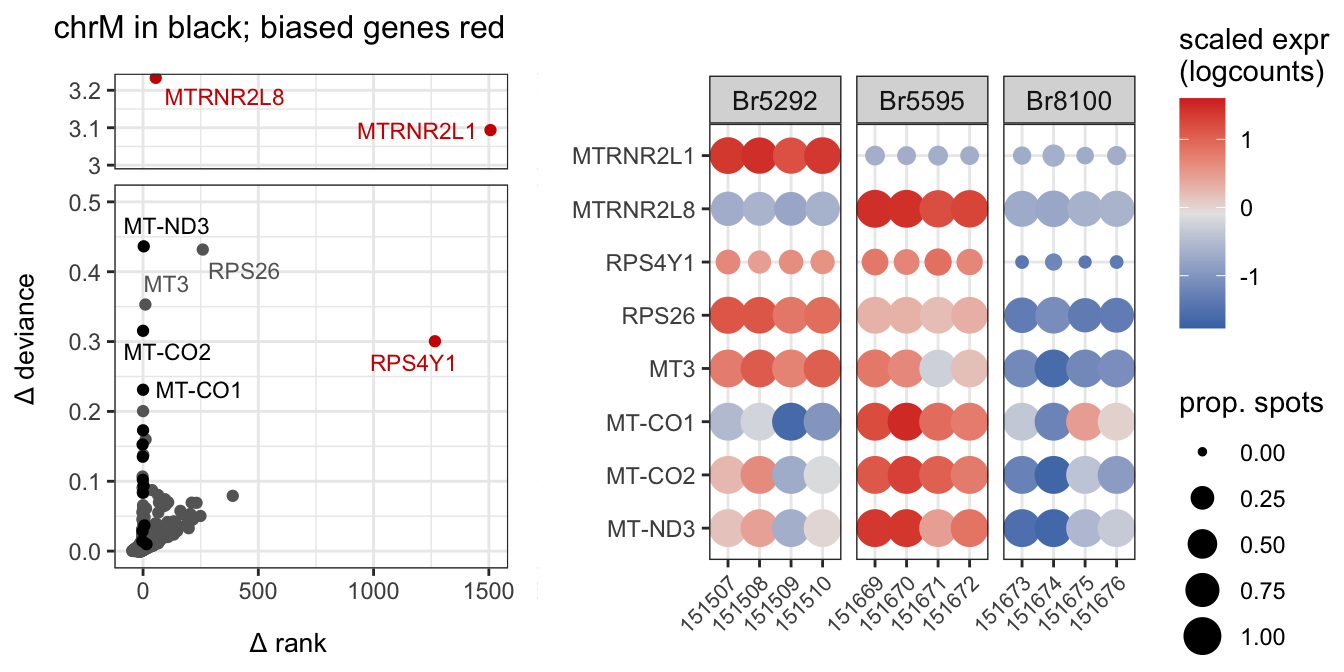 chrM in black; biased genes red
3.2
3.1
3
MTRNR2L8
MTRNR2L1
0.5
0.4
0.3
0.2
0.1
0.0
MT-ND3
RPS26
MT3
MT-CO2
RPS4Y1
MT-CO1
Δ deviance
0 500 1000 1500
Δ rank
Br5292 Br5595 Br8100
MTRNR2L1
MTRNR2L8
RPS4Y1
RPS26
MT3
MT-CO1
MT-CO2
MT-ND3
151507 151508 151509 151510 151669 151670 151671 151672 151673 151674 151675 151676
scaled expr
(logcounts)
1
0
-1
prop. spots
0.00
0.25
0.50
0.75
1.00